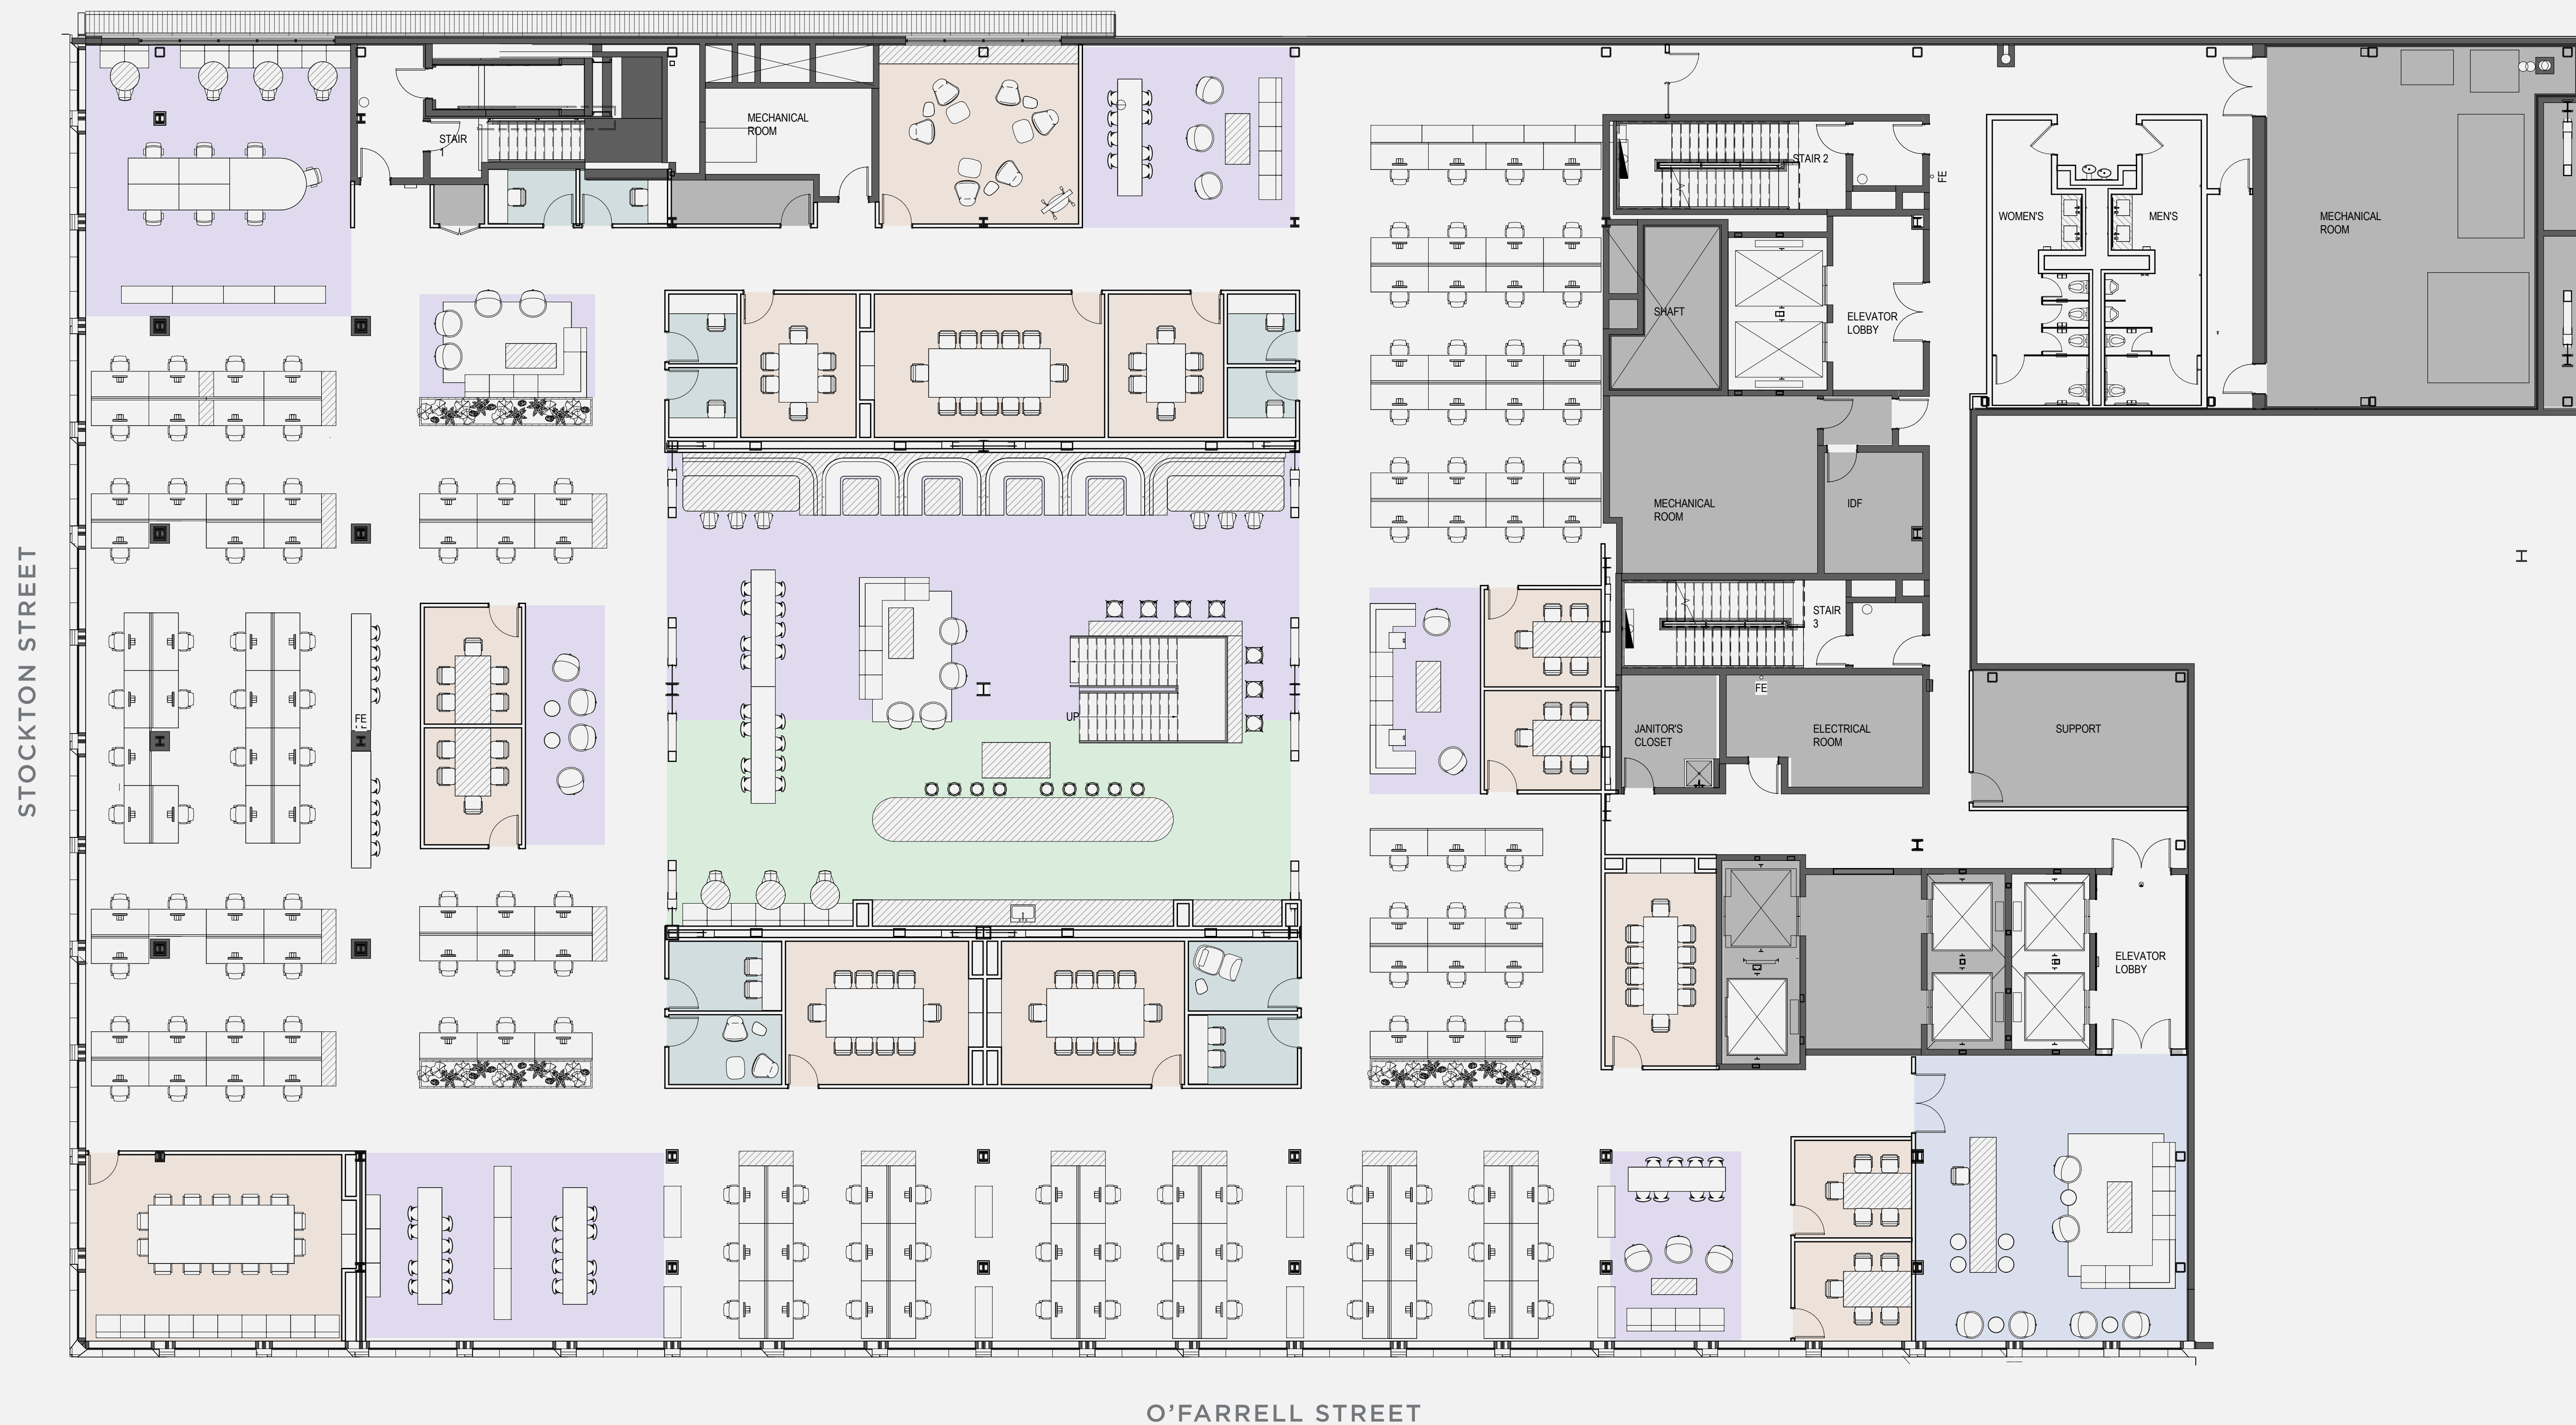 STAIR
1
MECHANICAL
ROOM
STAIR 2
FE
WOMEN'S
MEN'S
MECHANICAL
ROOM
SHAFT
ELEVATOR
LOBBY
MECHANICAL
ROOM
IDF
STAIR
3
FE
UP
FE
JANITOR'S
CLOSET
ELECTRICAL
ROOM
SUPPORT
ELEVATOR
LOBBY
STOCKTON STREET
O'FARRELL STREET